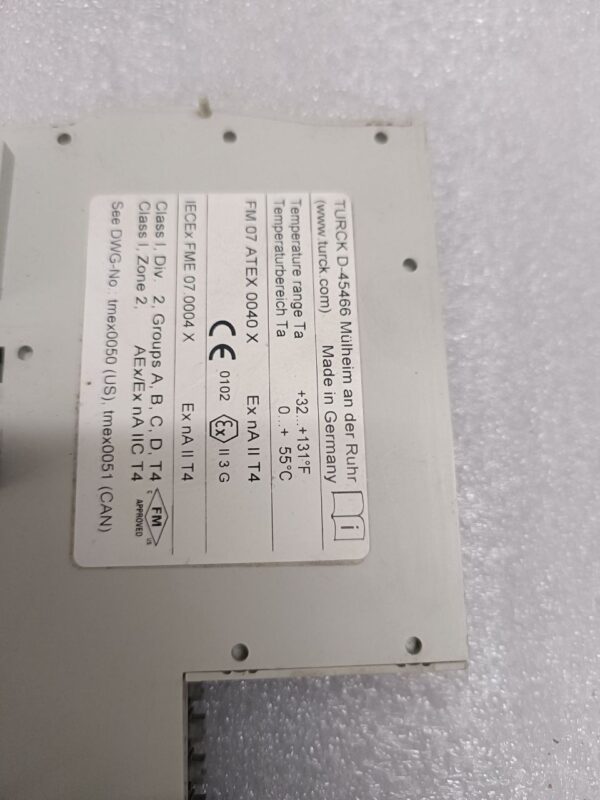 TURCK D-45466 Mülheim an der Ruhr
(www.turck.com) Made in Germany
i
Temperature range Ta +32...+131°F
Temperaturbereich Ta 0...+ 55°C
FM 07 ATEX 0040 X Ex nA II T4
CE 0102 Ex II 3 G
IECEx FME 07.0004 X Ex nA II T4
Class I, Div. 2, Groups A, B, C, D, T4
Class I, Zone 2, AEx/Ex nA IIC T4
C FM US
APPROVED
See DWG-No.: tmex0050 (US), tmex0051 (CAN)